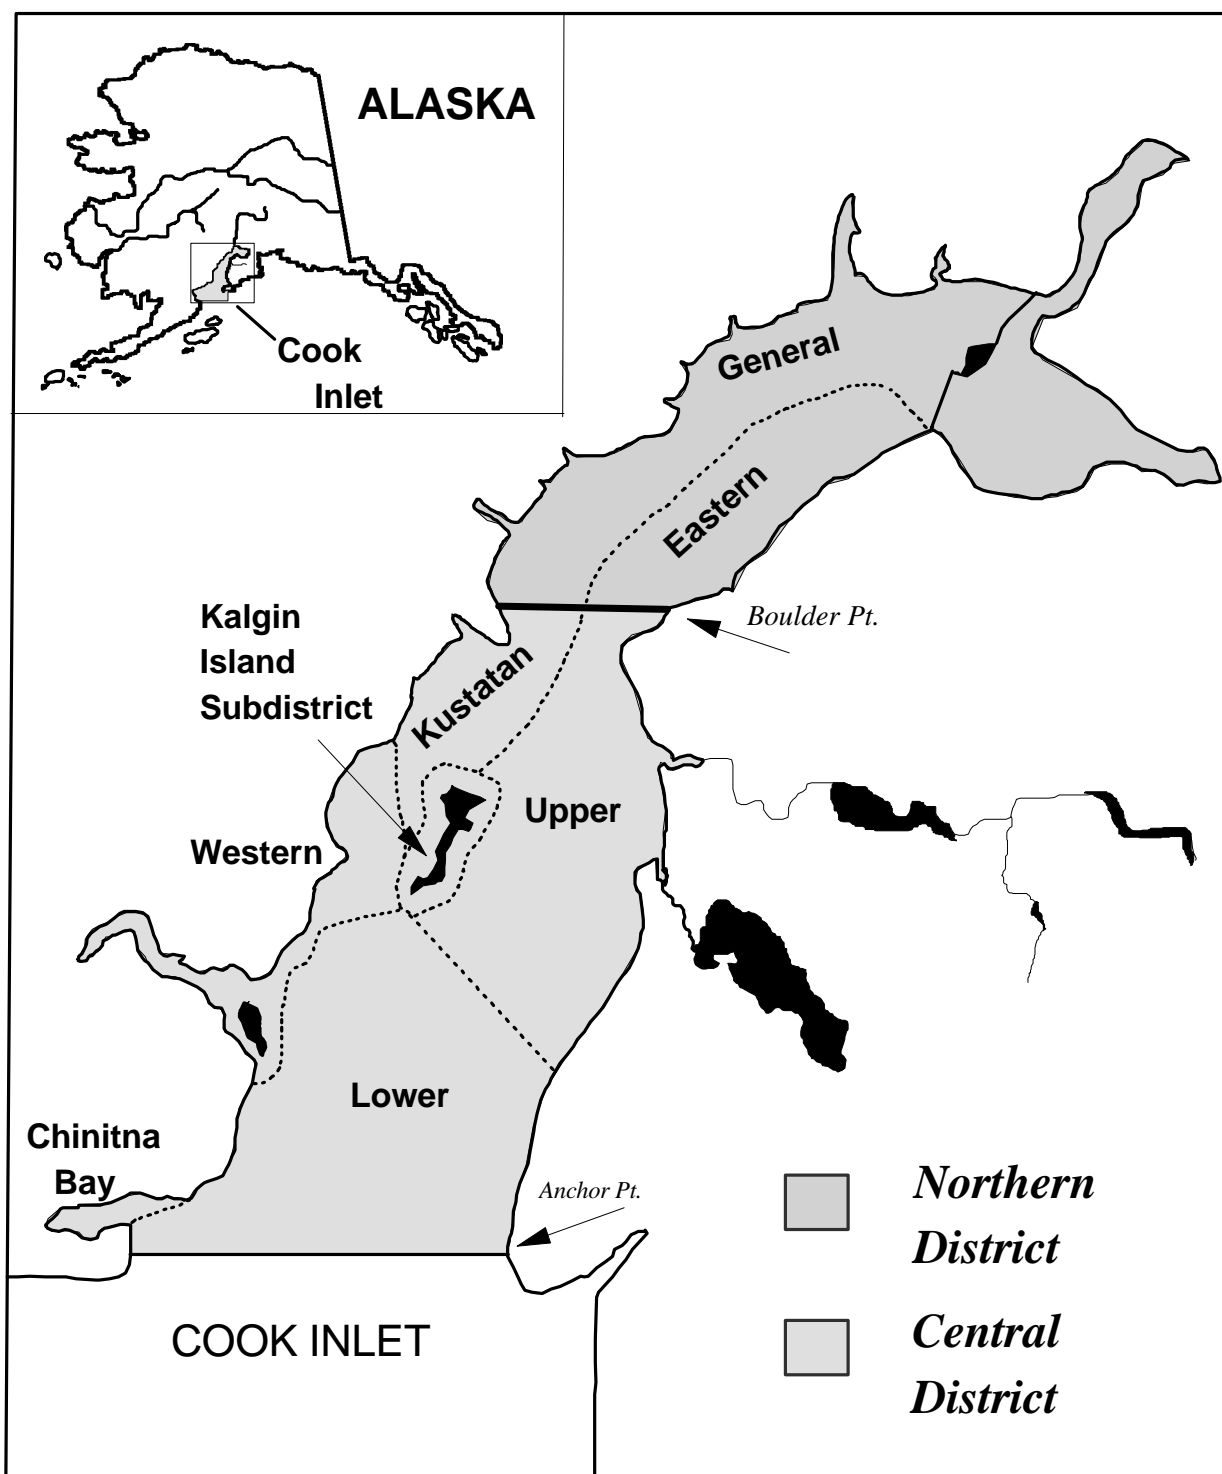 ALASKA
Cook
Inlet
General
Eastern
Boulder Pt.
Kalgin
Island
Subdistrict
Kustatan
Upper
Western
Lower
Chinitna
Bay
Anchor Pt.
Northern
District
COOK INLET
Central
District